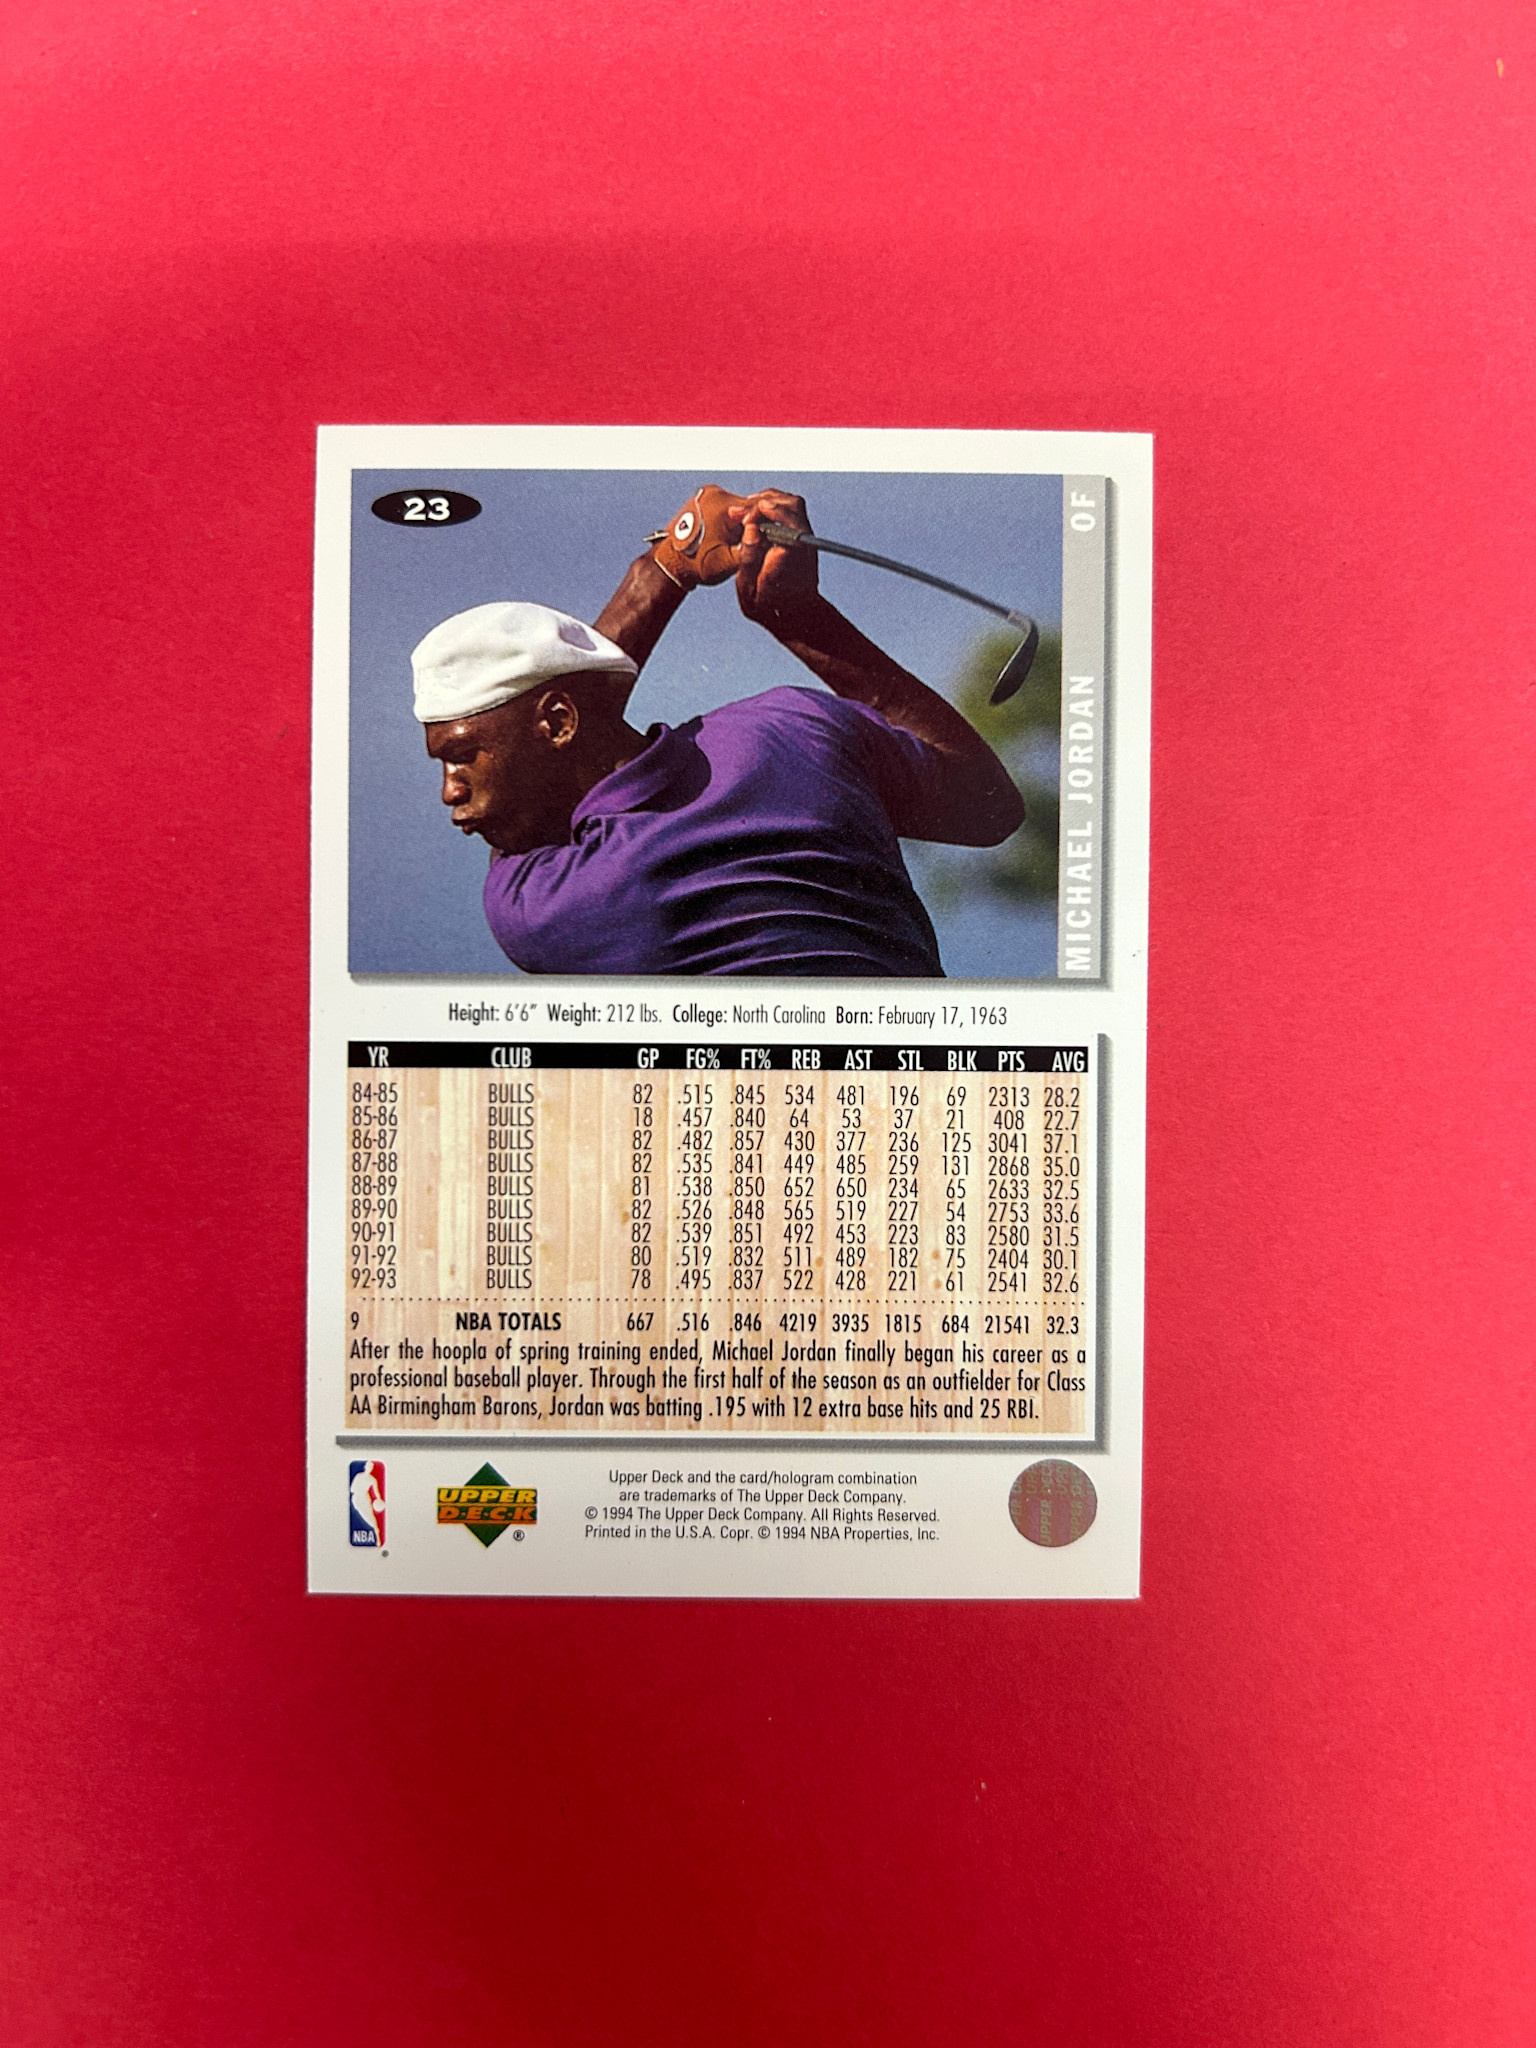 23
OF
MICHAEL JORDAN
Height: 6'6" Weight: 212 lbs. College: North Carolina Born: February 17, 1963
YR CLUB GP FG% FT% REB AST STL BLK PTS AVG
84-85 BULLS 82 .515 .845 534 481 196 69 2313 28.2
85-86 BULLS 18 .457 .840 64 53 37 21 408 22.7
86-87 BULLS 82 .482 .857 430 377 236 125 3041 37.1
87-88 BULLS 82 .535 .841 449 485 259 131 2868 35.0
88-89 BULLS 81 .538 .850 652 650 234 65 2633 32.5
89-90 BULLS 82 .526 .848 565 519 227 54 2753 33.6
90-91 BULLS 82 .539 .851 492 453 223 83 2580 31.5
91-92 BULLS 80 .519 .832 511 489 182 75 2404 30.1
92-93 BULLS 78 .495 .837 522 428 221 61 2541 32.6
9 NBA TOTALS 667 .516 .846 4219 3935 1815 684 21541 32.3
After the hoopla of spring training ended, Michael Jordan finally began his career as a
professional baseball player. Through the first half of the season as an outfielder for Class
AA Birmingham Barons, Jordan was batting .195 with 12 extra base hits and 25 RBI.
NBA
UPPER
D·E·C·K
®
Upper Deck and the card/hologram combination
are trademarks of The Upper Deck Company.
© 1994 The Upper Deck Company. All Rights Reserved.
Printed in the U.S.A. Copr. © 1994 NBA Properties, Inc.
UPPER DECK